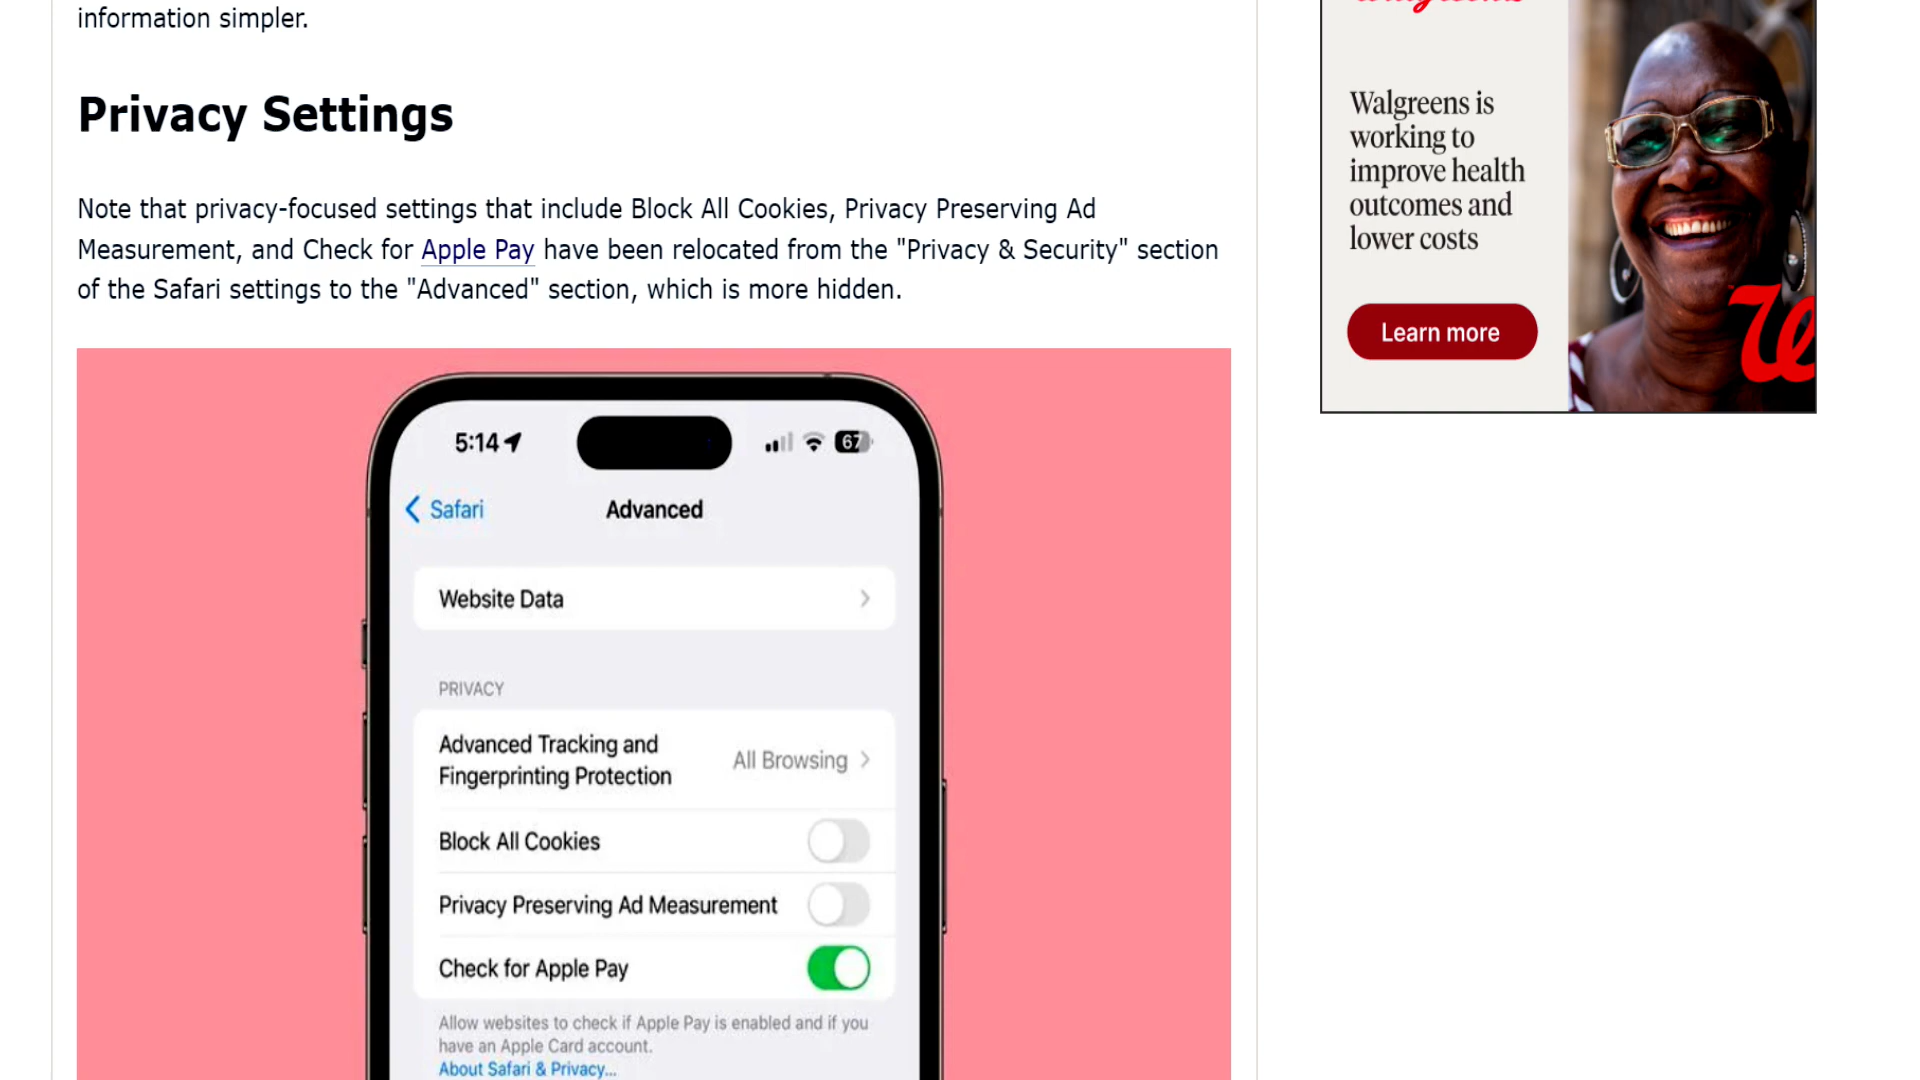 information simpler.
Privacy Settings
Note that privacy-focused settings that include Block All Cookies, Privacy Preserving Ad
Measurement, and Check for Apple Pay have been relocated from the "Privacy & Security" section
of the Safari settings to the "Advanced" section, which is more hidden.
5:14
67
Safari
Advanced
Website Data
PRIVACY
Advanced Tracking and
Fingerprinting Protection
All Browsing
Block All Cookies
Privacy Preserving Ad Measurement
Check for Apple Pay
Allow websites to check if Apple Pay is enabled and if you
have an Apple Card account.
About Safari & Privacy...
Walgreens is
working to
improve health
outcomes and
lower costs
Learn more